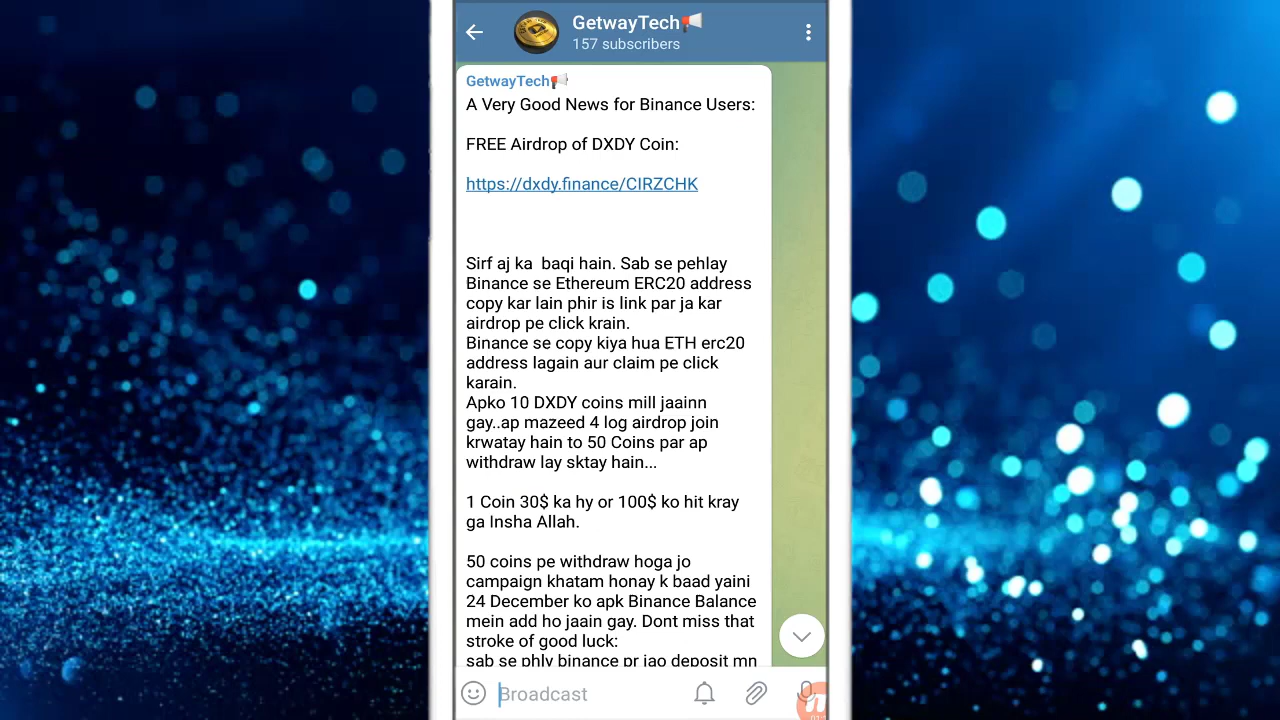 GetwayTech📢
157 subscribers
GetwayTech📢
A Very Good News for Binance Users:
FREE Airdrop of DXDY Coin:
https://dxdy.finance/CIRZCHK
Sirf aj ka  baqi hain. Sab se pehlay
Binance se Ethereum ERC20 address
copy kar lain phir is link par ja kar
airdrop pe click krain.
Binance se copy kiya hua ETH erc20
address lagain aur claim pe click
karain.
Apko 10 DXDY coins mill jaainn
gay..ap mazeed 4 log airdrop join
krwatay hain to 50 Coins par ap
withdraw lay sktay hain...
1 Coin 30$ ka hy or 100$ ko hit kray
ga Insha Allah.
50 coins pe withdraw hoga jo
campaign khatam honay k baad yaini
24 December ko apk Binance Balance
mein add ho jaain gay. Dont miss that
stroke of good luck:
sab se phly binance pr jao deposit mn
Broadcast